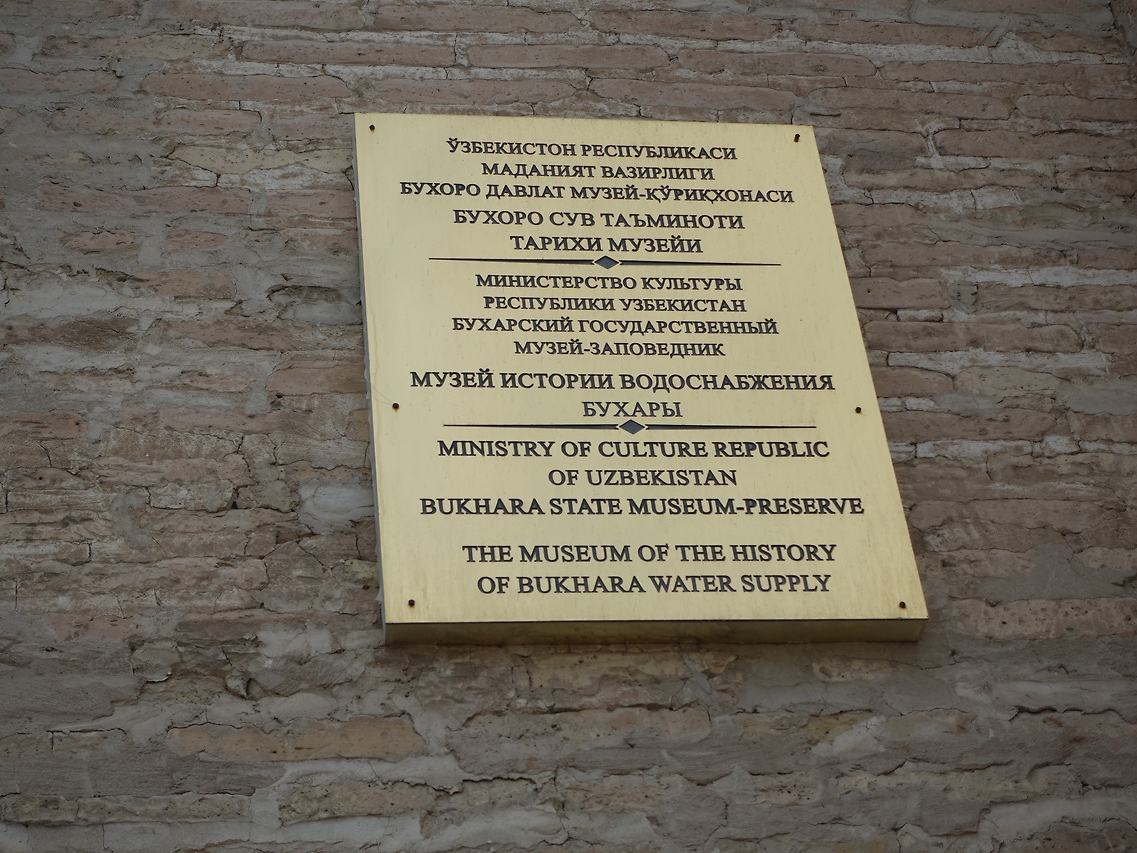 ЎЗБЕКИСТОН РЕСПУБЛИКАСИ
МАДАНИЯТ ВАЗИРЛИГИ
БУХОРО ДАВЛАТ МУЗЕЙ-ҚЎРИҚХОНАСИ
БУХОРО СУВ ТАЪМИНОТИ
ТАРИХИ МУЗЕЙИ
МИНИСТЕРСТВО КУЛЬТУРЫ
РЕСПУБЛИКИ УЗБЕКИСТАН
БУХАРСКИЙ ГОСУДАРСТВЕННЫЙ
МУЗЕЙ-ЗАПОВЕДНИК
МУЗЕЙ ИСТОРИИ ВОДОСНАБЖЕНИЯ
БУХАРЫ
MINISTRY OF CULTURE REPUBLIC
OF UZBEKISTAN
BUKHARA STATE MUSEUM-PRESERVE
THE MUSEUM OF THE HISTORY
OF BUKHARA WATER SUPPLY